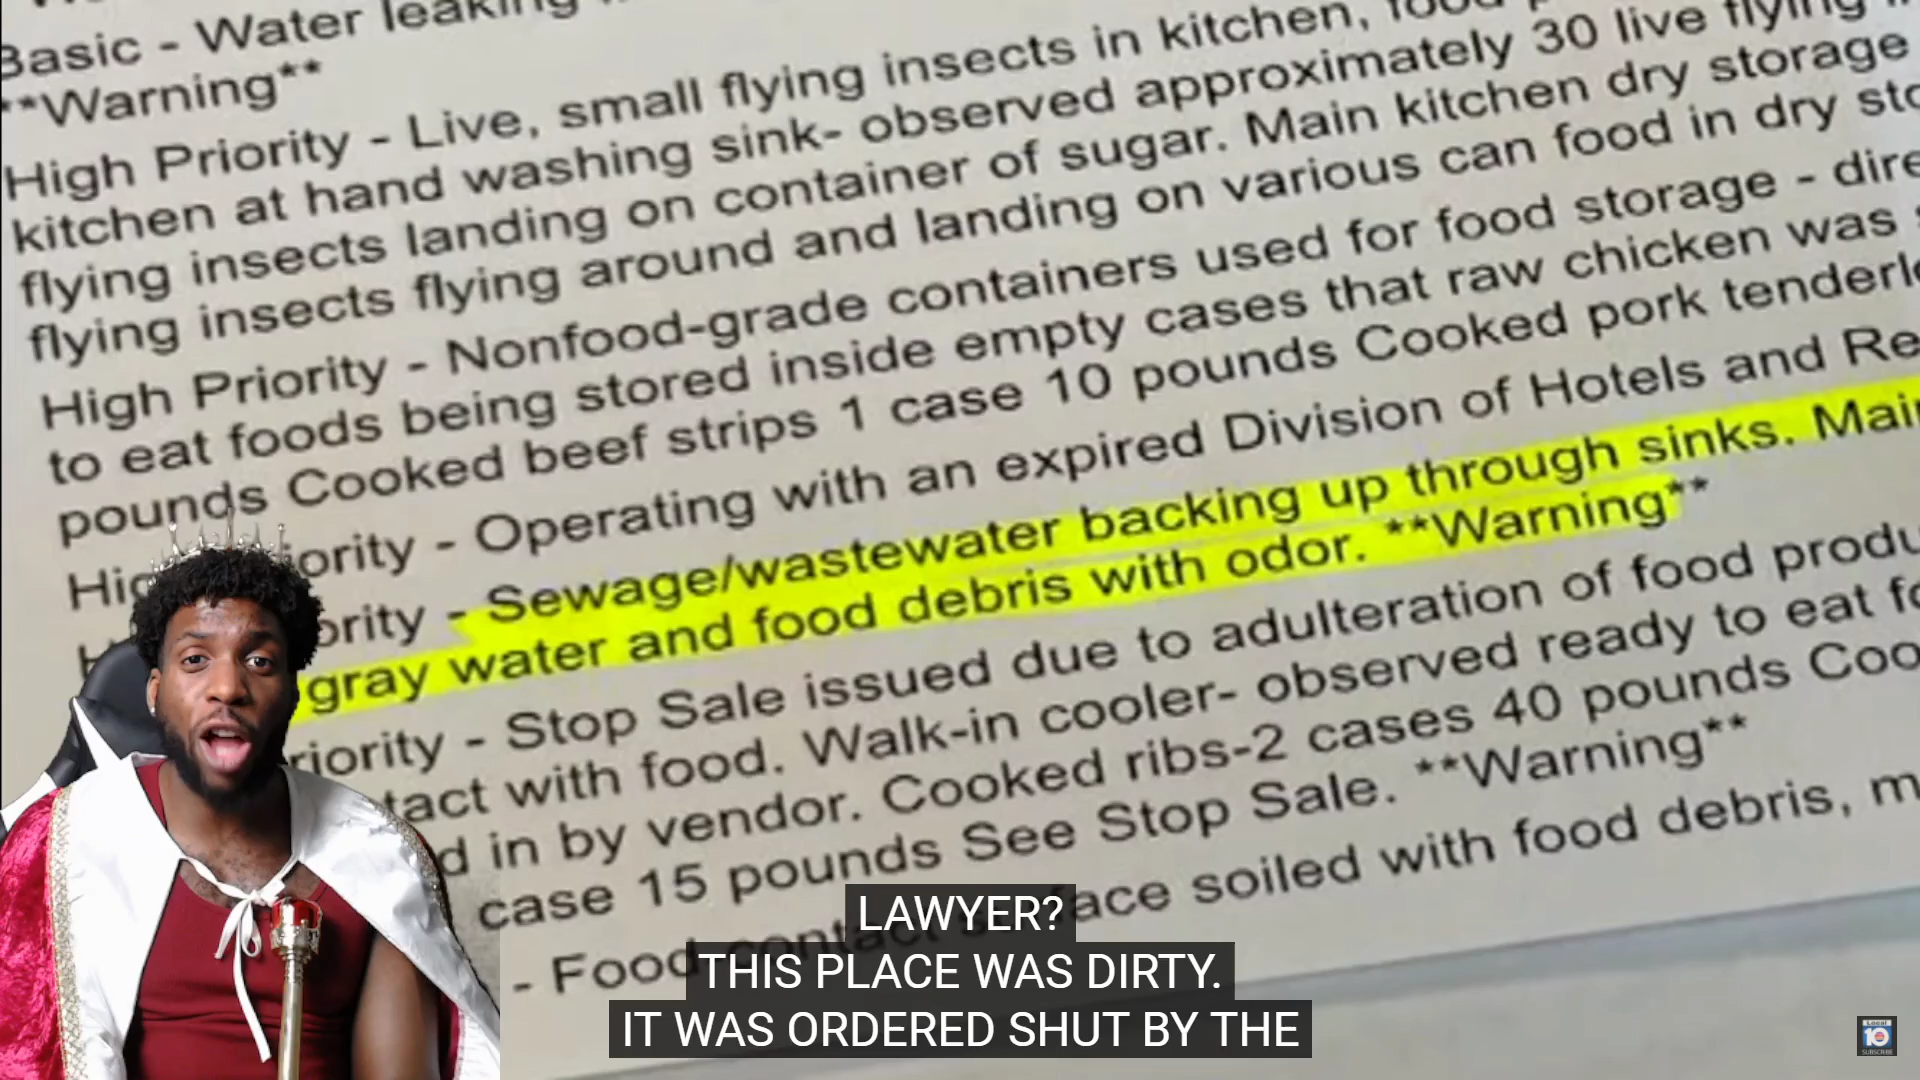 Basic - Water leaking
**Warning**
High Priority - Live, small flying insects in kitchen, food
kitchen at hand washing sink- observed approximately 30 live flying
flying insects landing on container of sugar. Main kitchen dry storage
flying insects flying around and landing on various can food in dry
High Priority - Nonfood-grade containers used for food storage -
to eat foods being stored inside empty cases that raw chicken was
pounds Cooked beef strips 1 case 10 pounds Cooked pork
High Priority - Operating with an expired Division of Hotels and
- Sewage/wastewater backing up through sinks.
gray water and food debris with odor. **Warning**
- Stop Sale issued due to adulteration of food
with food. Walk-in cooler- observed ready to eat
in by vendor. Cooked ribs-2 cases 40 pounds
case 15 pounds See Stop Sale. **Warning**
- Food contact surface soiled with food debris,
LAWYER?
THIS PLACE WAS DIRTY.
IT WAS ORDERED SHUT BY THE
Local
10
SUBSCRIBE